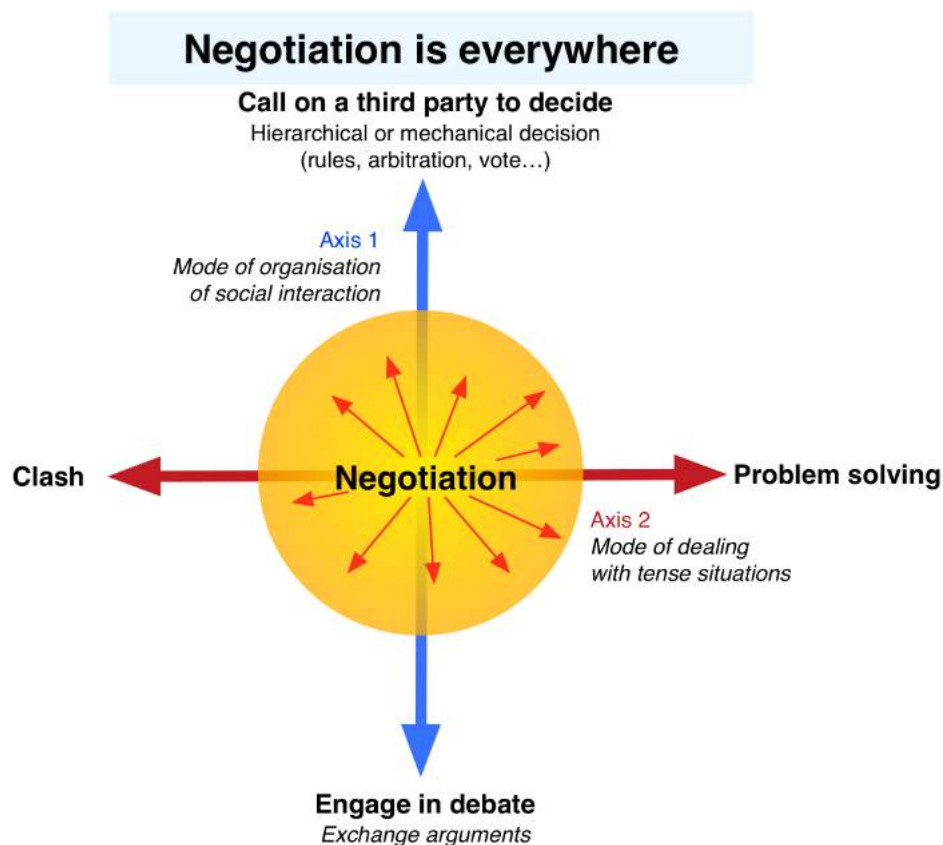 Negotiation is everywhere
Call on a third party to decide
Hierarchical or mechanical decision
(rules, arbitration, vote…)
Axis 1
Mode of organisation
of social interaction
Clash
Negotiation
Problem solving
Axis 2
Mode of dealing
with tense situations
Engage in debate
Exchange arguments